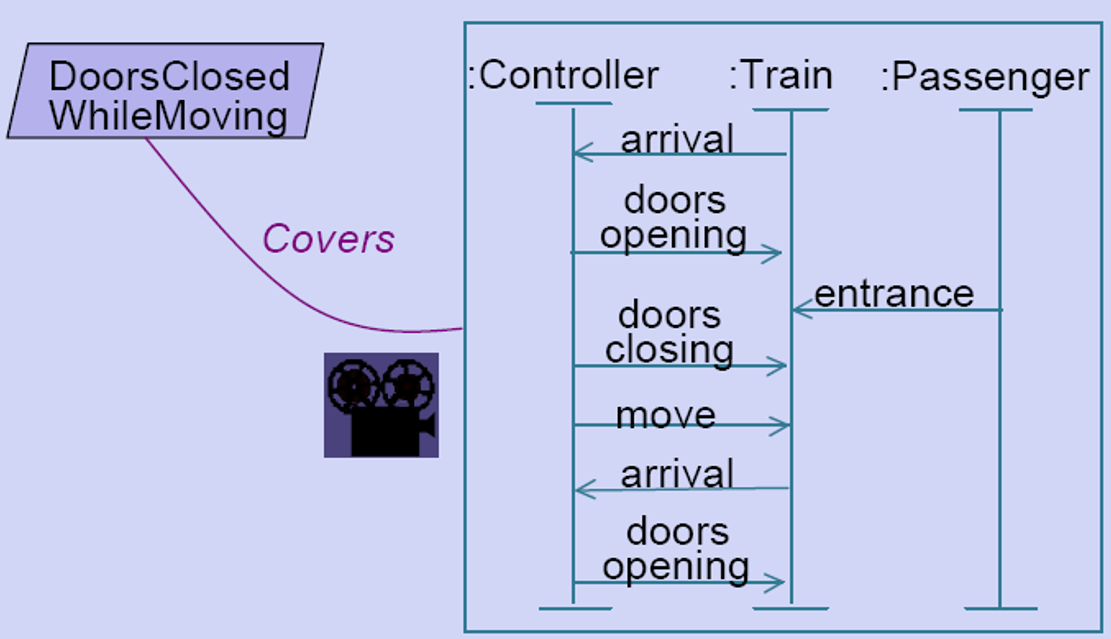 DoorsClosed
WhileMoving
Covers
:Controller :Train :Passenger
arrival
doors
opening
entrance
doors
closing
move
arrival
doors
opening